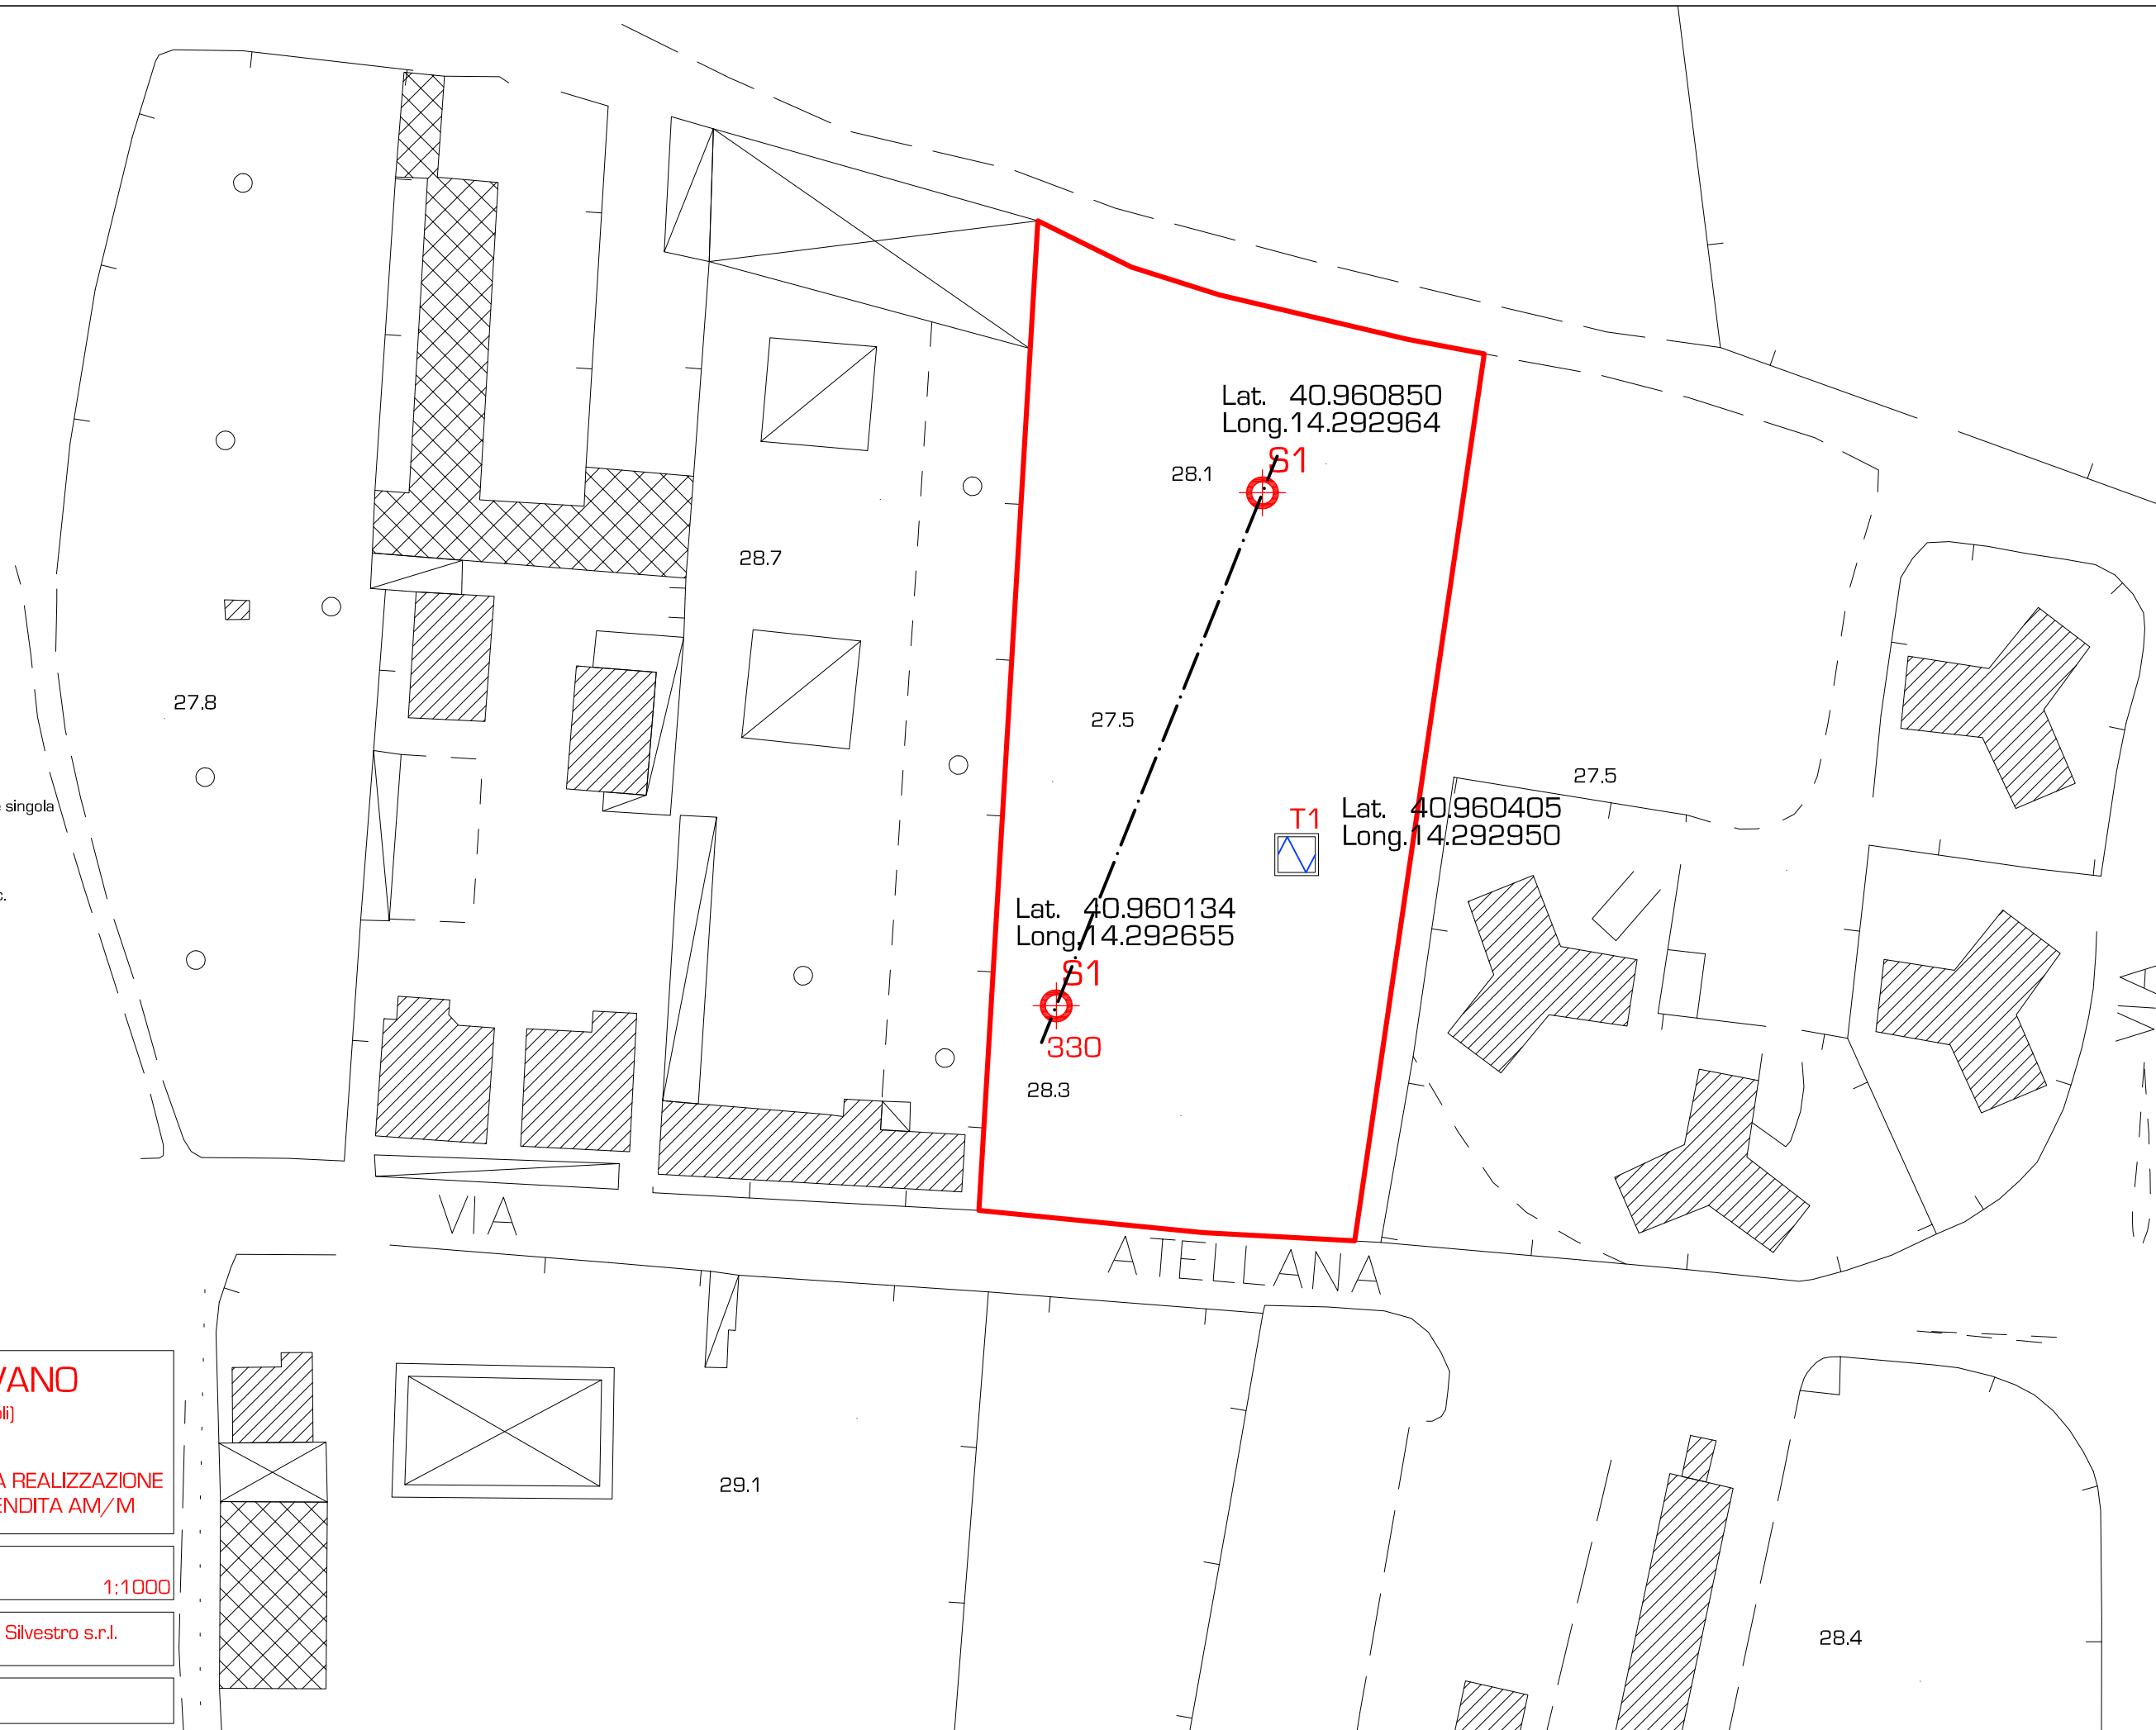 Lat. 40.960850
Long.14.292964
S1
28.1
28.7
27.8
27.5
27.5
singola
T1
Lat. 40.960405
Long.14.292950
Lat. 40.960134
Long.14.292655
S1
330
28.3
VIA
VIA
ATELLANA
A REALIZZAZIONE
AM/M
29.1
1:1000
Silvestro s.r.l.
28.4